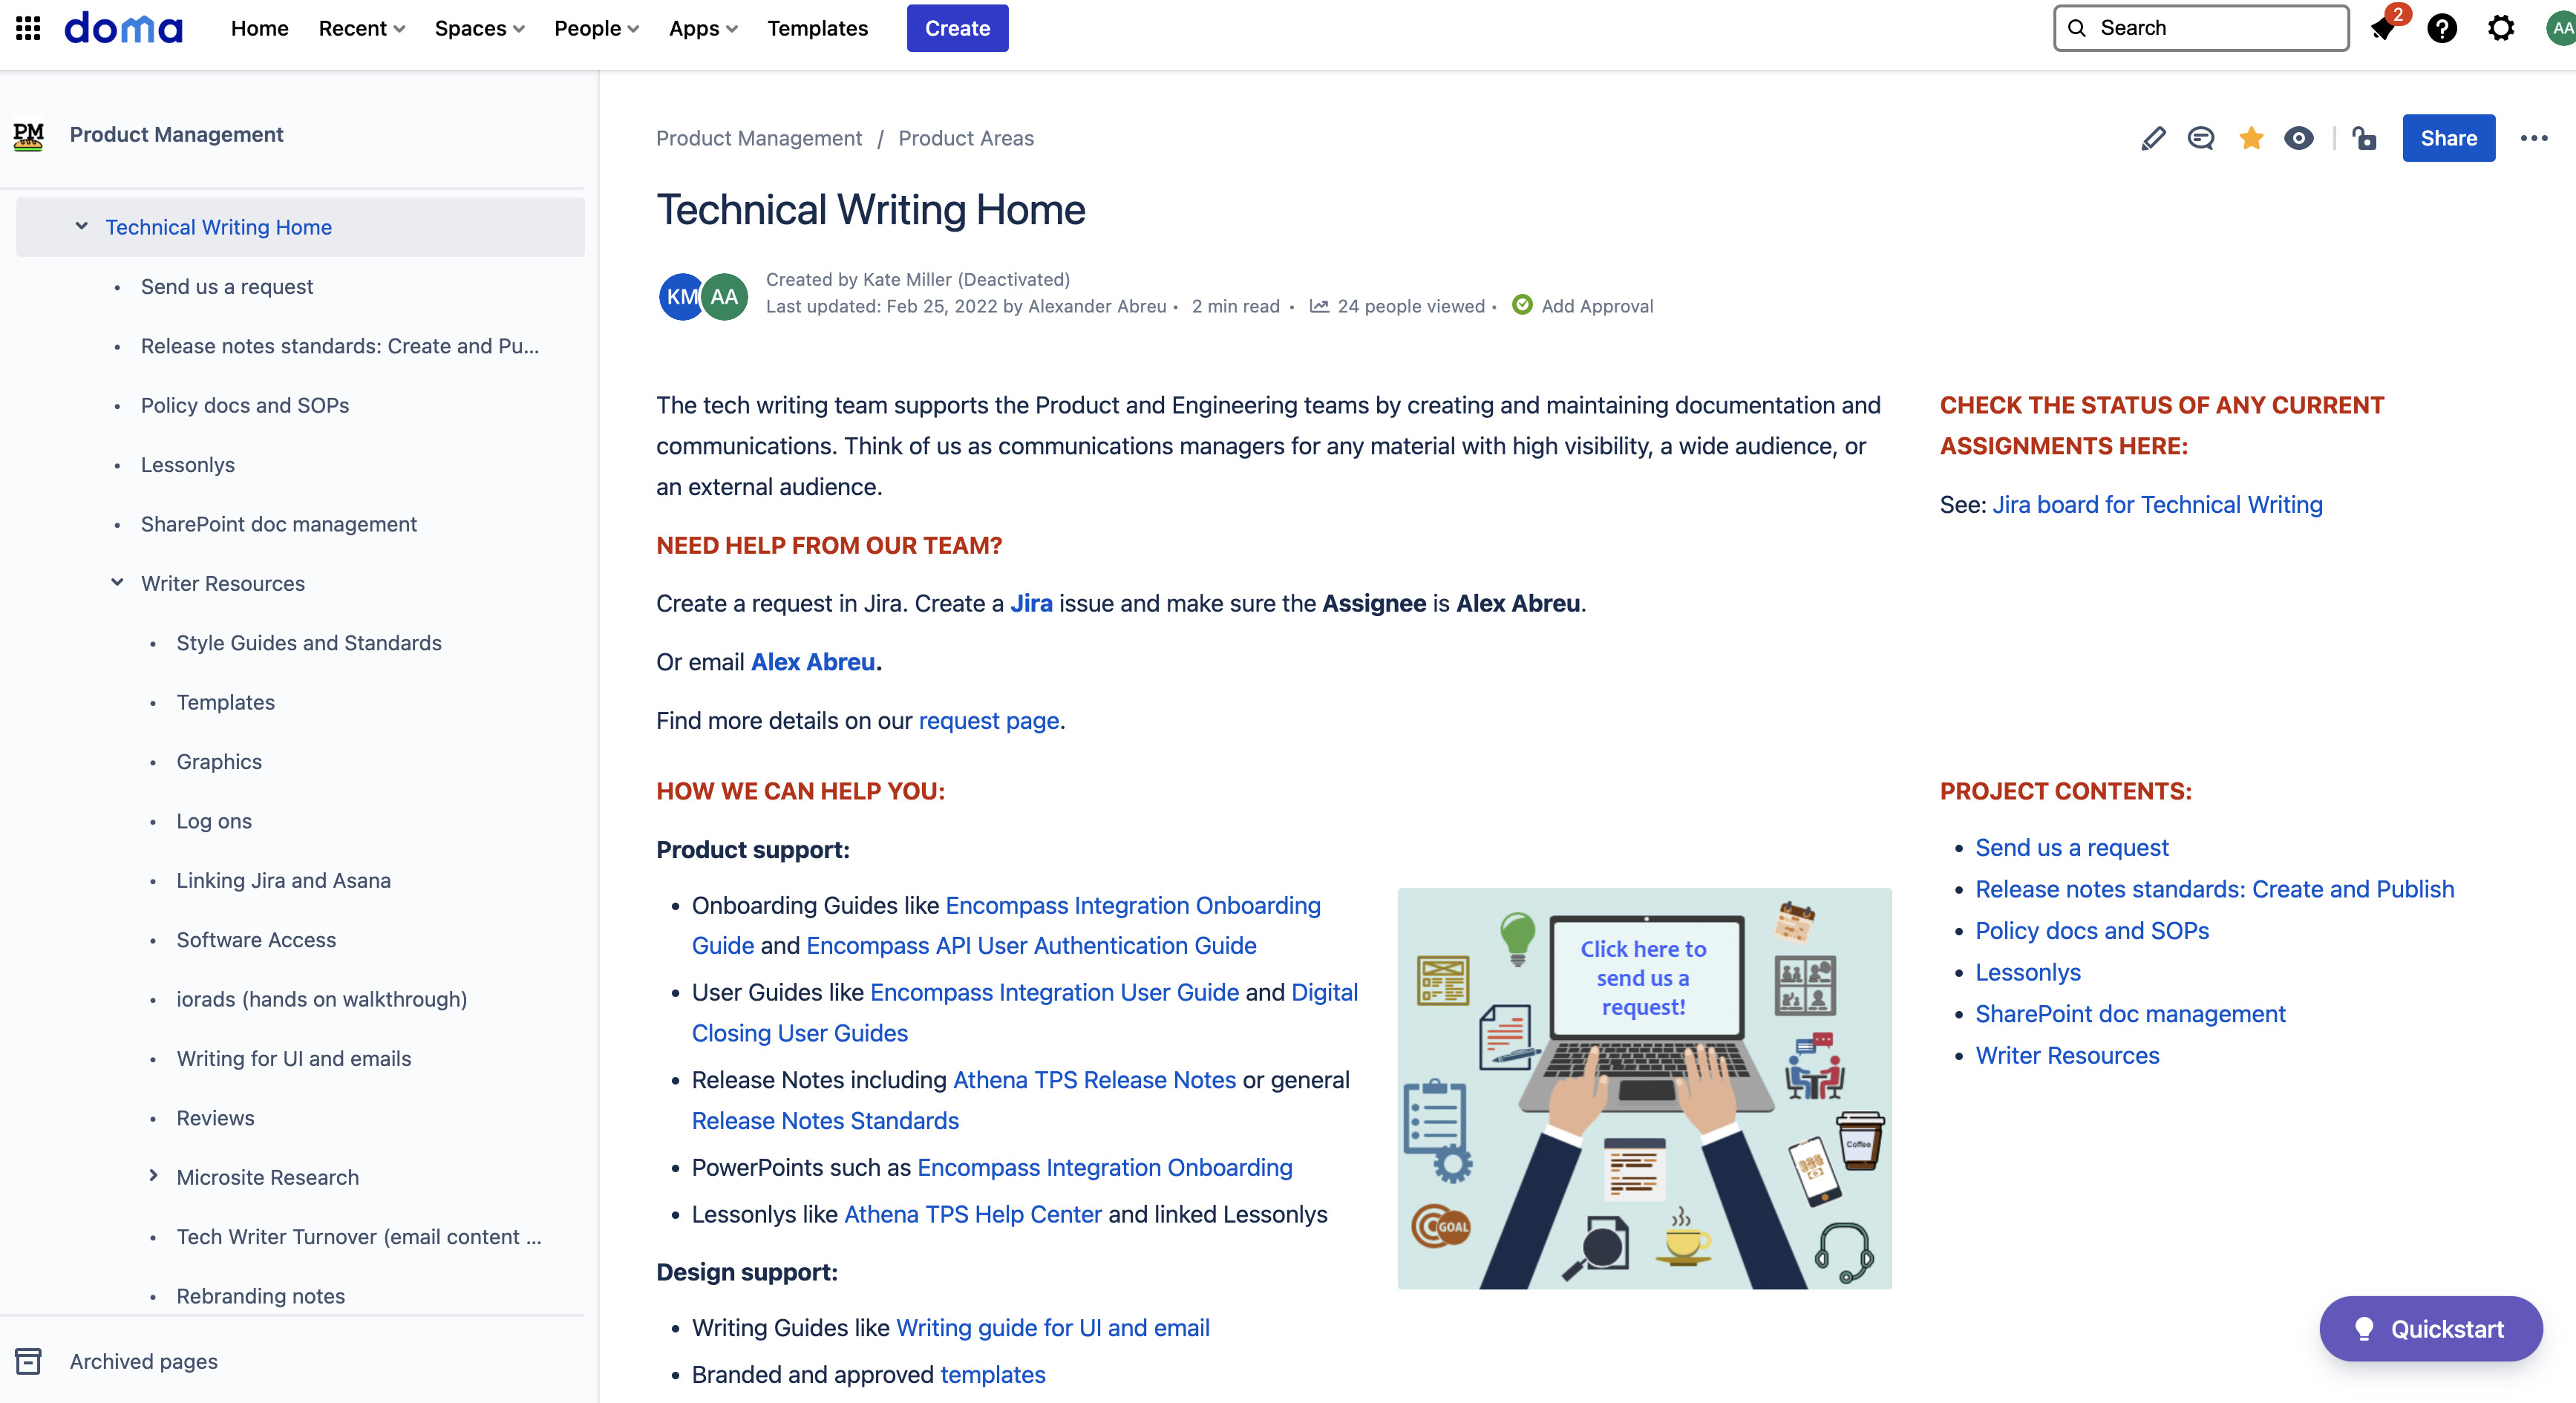 doma Home Recent Spaces People Apps Templates Create Search 2 AA
PM Product Management
Technical Writing Home
Send us a request
Release notes standards: Create and Pu...
Policy docs and SOPs
Lessonlys
SharePoint doc management
Writer Resources
Style Guides and Standards
Templates
Graphics
Log ons
Linking Jira and Asana
Software Access
iorads (hands on walkthrough)
Writing for UI and emails
Reviews
Microsite Research
Tech Writer Turnover (email content ...
Rebranding notes
Archived pages
Product Management / Product Areas
Share
Technical Writing Home
KM AA
Created by Kate Miller (Deactivated)
Last updated: Feb 25, 2022 by Alexander Abreu • 2 min read • 24 people viewed • Add Approval
The tech writing team supports the Product and Engineering teams by creating and maintaining documentation and
communications. Think of us as communications managers for any material with high visibility, a wide audience, or
an external audience.
NEED HELP FROM OUR TEAM?
Create a request in Jira. Create a Jira issue and make sure the Assignee is Alex Abreu.
Or email Alex Abreu.
Find more details on our request page.
CHECK THE STATUS OF ANY CURRENT
ASSIGNMENTS HERE:
See: Jira board for Technical Writing
HOW WE CAN HELP YOU:
Product support:
• Onboarding Guides like Encompass Integration Onboarding
Guide and Encompass API User Authentication Guide
• User Guides like Encompass Integration User Guide and Digital
Closing User Guides
• Release Notes including Athena TPS Release Notes or general
Release Notes Standards
• PowerPoints such as Encompass Integration Onboarding
• Lessonlys like Athena TPS Help Center and linked Lessonlys
Design support:
• Writing Guides like Writing guide for UI and email
• Branded and approved templates
Click here to
send us a
request!
Coffee
GOAL
PROJECT CONTENTS:
• Send us a request
• Release notes standards: Create and Publish
• Policy docs and SOPs
• Lessonlys
• SharePoint doc management
• Writer Resources
Quickstart